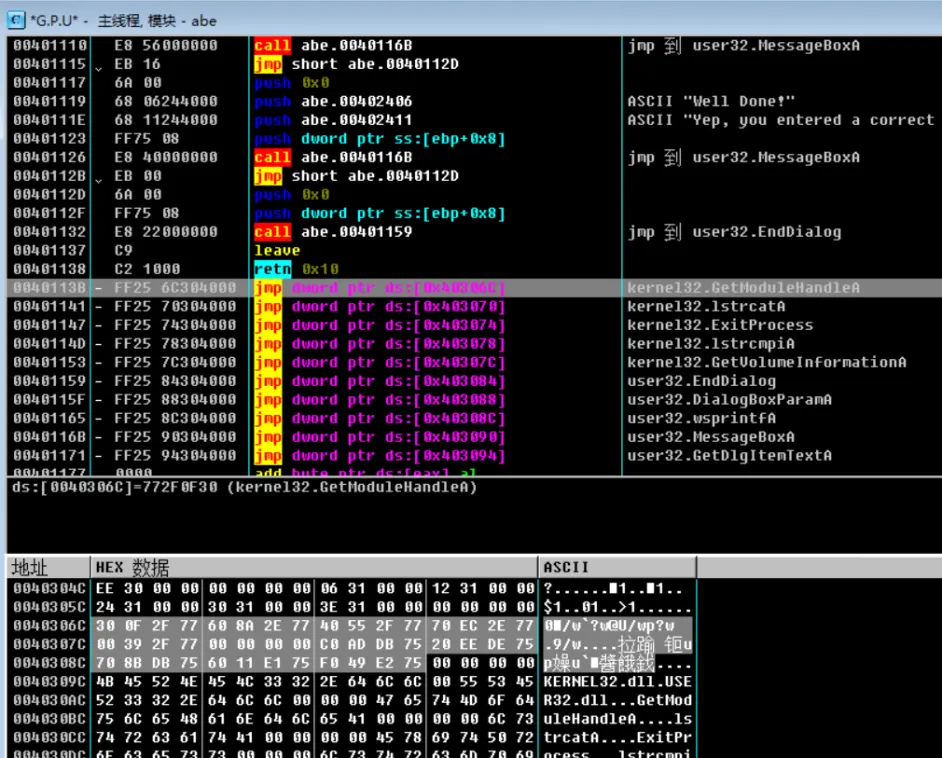 *G.P.U* - 主线程, 模块 - abe
00401110 E8 56000000 call abe.0040116B jmp 到 user32.MessageBoxA
00401115 EB 16 jmp short abe.0040112D
00401117 6A 00 push 0x0
00401119 68 06244000 push abe.00402406 ASCII "Well Done!"
0040111E 68 11244000 push abe.00402411 ASCII "Yep, you entered a correct
00401123 FF75 08 push dword ptr ss:[ebp+0x8]
00401126 E8 40000000 call abe.0040116B jmp 到 user32.MessageBoxA
0040112B EB 00 jmp short abe.0040112D
0040112D 6A 00 push 0x0
0040112F FF75 08 push dword ptr ss:[ebp+0x8]
00401132 E8 22000000 call abe.00401159 jmp 到 user32.EndDialog
00401137 C9 leave
00401138 C2 1000 retn 0x10
0040113B - FF25 6C304000 jmp dword ptr ds:[0x40306C] kernel32.GetModuleHandleA
00401141 - FF25 70304000 jmp dword ptr ds:[0x403070] kernel32.lstrcatA
00401147 - FF25 74304000 jmp dword ptr ds:[0x403074] kernel32.ExitProcess
0040114D - FF25 78304000 jmp dword ptr ds:[0x403078] kernel32.lstrcmpiA
00401153 - FF25 7C304000 jmp dword ptr ds:[0x40307C] kernel32.GetVolumeInformationA
00401159 - FF25 84304000 jmp dword ptr ds:[0x403084] user32.EndDialog
0040115F - FF25 88304000 jmp dword ptr ds:[0x403088] user32.DialogBoxParamA
00401165 - FF25 8C304000 jmp dword ptr ds:[0x40308C] user32.wsprintfA
0040116B - FF25 90304000 jmp dword ptr ds:[0x403090] user32.MessageBoxA
00401171 - FF25 94304000 jmp dword ptr ds:[0x403094] user32.GetDlgItemTextA
00401177 0000 add byte ptr ds:[eax],al
ds:[0040306C]=772F0F30 (kernel32.GetModuleHandleA)
地址 HEX 数据 ASCII
0040304C EE 30 00 00 00 00 00 00 06 31 00 00 12 31 00 00 ?......■1..■1..
0040305C 24 31 00 00 30 31 00 00 3E 31 00 00 00 00 00 00 $1..01..>1......
0040306C 30 0F 2F 77 60 8A 2E 77 40 55 2F 77 70 EC 2E 77 0■/w`?w@U/wp?w
0040307C 00 39 2F 77 00 00 00 00 C0 AD DB 75 20 EE DE 75 .9/w....拉踰 钷u
0040308C 70 8B DB 75 60 11 E1 75 F0 49 E2 75 00 00 00 00
0040309C 4B 45 52 4E 45 4C 33 32 2E 64 6C 6C 00 55 53 45 KERNEL32.dll.USE
004030AC 52 33 32 2E 64 6C 6C 00 00 00 47 65 74 4D 6F 64 R32.dll...GetMod
004030BC 75 6C 65 48 61 6E 64 6C 65 41 00 00 00 00 6C 73 uleHandleA....ls
004030CC 74 72 63 61 74 41 00 00 00 00 45 78 69 74 50 72 trcatA....ExitPr
004030DC 6F 63 65 73 73 00 00 00 6C 73 74 72 63 6D 70 69 ocess...lstrcmpi